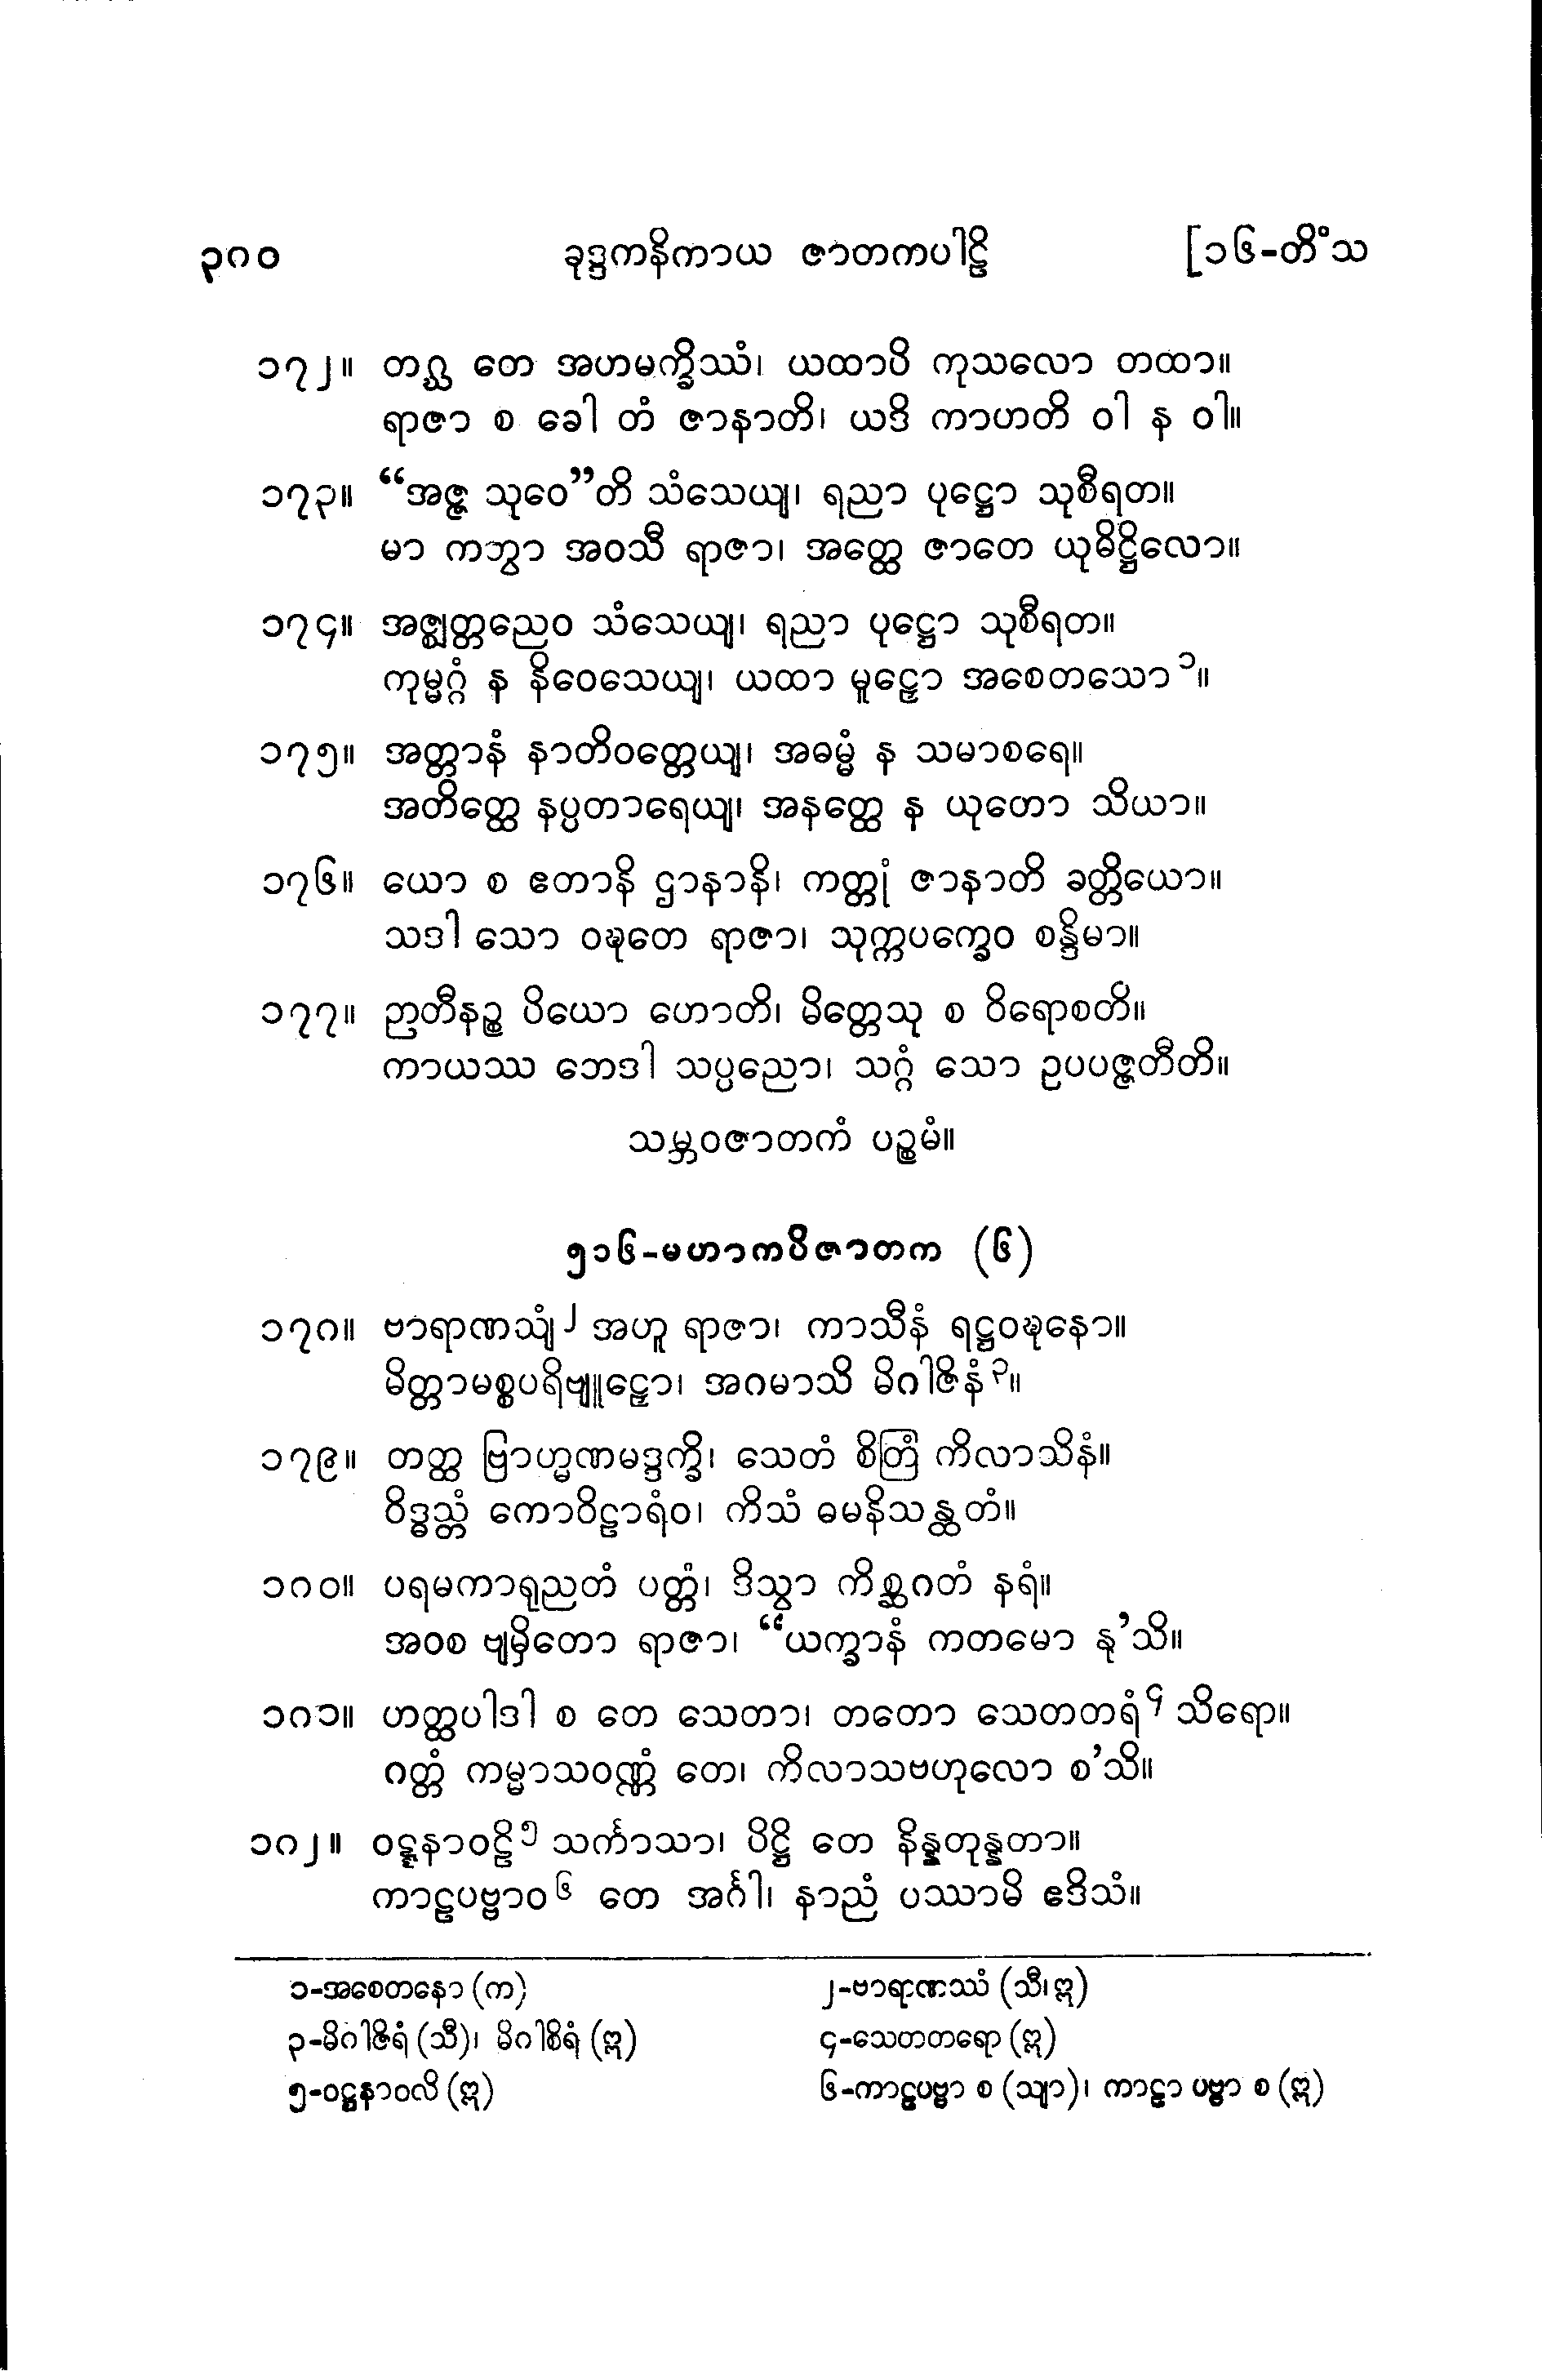 ၃၈၀ ခုဒ္ဒကနိကာယ ဇာတကပါဠိ [၁၆-တိံသ
၁၇၂။ တဂ္ဃ တေ အဟမက္ခိဿံ၊ ယထာပိ ကုသလော တထာ။
ရာဇာ စ ခေါ တံ ဇာနာတိ၊ ယဒိ ကာဟတိ ဝါ န ဝါ။
၁၇၃။ “အဇ္ဇ သုဝေ”တိ သံသေယျ၊ ရညာ ပုဋ္ဌော သုစီရတ။
မာ ကတွာ အဝသီ ရာဇာ၊ အတ္ထေ ဇာတေ ယုဓိဋ္ဌိလော။
၁၇၄။ အဇ္ဈတ္တညေဝ သံသေယျ၊ ရညာ ပုဋ္ဌော သုစီရတ။
ကုမ္မဂ္ဂံ န နိဝေသေယျ၊ ယထာ မူဠှော အစေတသော ၁။
၁၇၅။ အတ္တာနံ နာတိဝတ္တေယျ၊ အဓမ္မံ န သမာစရေ။
အတိတ္ထေ နပ္ပတာရေယျ၊ အနတ္ထေ န ယုတော သိယာ။
၁၇၆။ ယော စ ဧတာနိ ဌာနာနိ၊ ကတ္တုံ ဇာနာတိ ခတ္တိယော။
သဒါ သော ဝဍ္ဎတေ ရာဇာ၊ သုက္ကပက္ခေဝ စန္ဒိမာ။
၁၇၇။ ဉာတီနဉ္စ ပိယော ဟောတိ၊ မိတ္တေသု စ ဝိရောစတိ။
ကာယဿ ဘေဒါ သပ္ပညော၊ သဂ္ဂံ သော ဥပပဇ္ဇတီတိ။
သမ္ဘဝဇာတကံ ပဉ္စမံ။
၅၁၆-မဟာကပိဇာတက (၆)
၁၇၈။ ဗာရာဏသျံ ၂ အဟူ ရာဇာ၊ ကာသီနံ ရဋ္ဌဝဍ္ဎနော။
မိတ္တာမစ္စပရိဗျူဠှော၊ အဂမာသိ မိဂါဇိနံ ၃။
၁၇၉။ တတ္ထ ဗြာဟ္မဏမဒ္ဒက္ခိ၊ သေတံ စိတြံ ကိလာသိနံ။
ဝိဒ္ဓသ္တံ ကောဝိဠာရံဝ၊ ကိသံ ဓမနိသန္ထတံ။
၁၈၀။ ပရမကာရုညတံ ပတ္တံ၊ ဒိသွာ ကိစ္ဆဂတံ နရံ။
အဝစ ဗျမှိတော ရာဇာ၊ “ယက္ခာနံ ကတမော နု’သိ။
၁၈၁။ ဟတ္ထပါဒါ စ တေ သေတာ၊ တတော သေတတရံ ၄ သိရော။
ဂတ္တံ ကမ္မာသဝဏ္ဏံ တေ၊ ကိလာသဗဟုလော စ’သိ။
၁၈၂။ ဝဋ္ဋနာဝဠိ ၅ သင်္ကာသာ၊ ပိဋ္ဌိ တေ နိန္နတုန္နတာ။
ကာဠပဗ္ဗာဝ ၆ တေ အင်္ဂါ၊ နာညံ ပဿာမိ ဧဒိသံ။
၁-အစေတနော (က) ၂-ဗာရာဏဿံ (သီ၊ဣ)
၃-မိဂါဇိရံ (သီ)၊ မိဂါစိရံ (ဣ) ၄-သေတတရော (ဣ)
၅-ဝဋ္ဌနာဝလိ (ဣ) ၆-ကာဠပဗ္ဗာ စ (သျာ)၊ ကာဠာ ပဗ္ဗာ စ (ဣ)